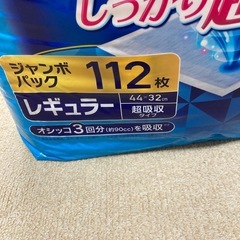 しっかり
ジャンボ
パック
112枚
レギュラー
44×32cm
超吸収
タイプ
オシッコ3回分(約90cc)を吸収